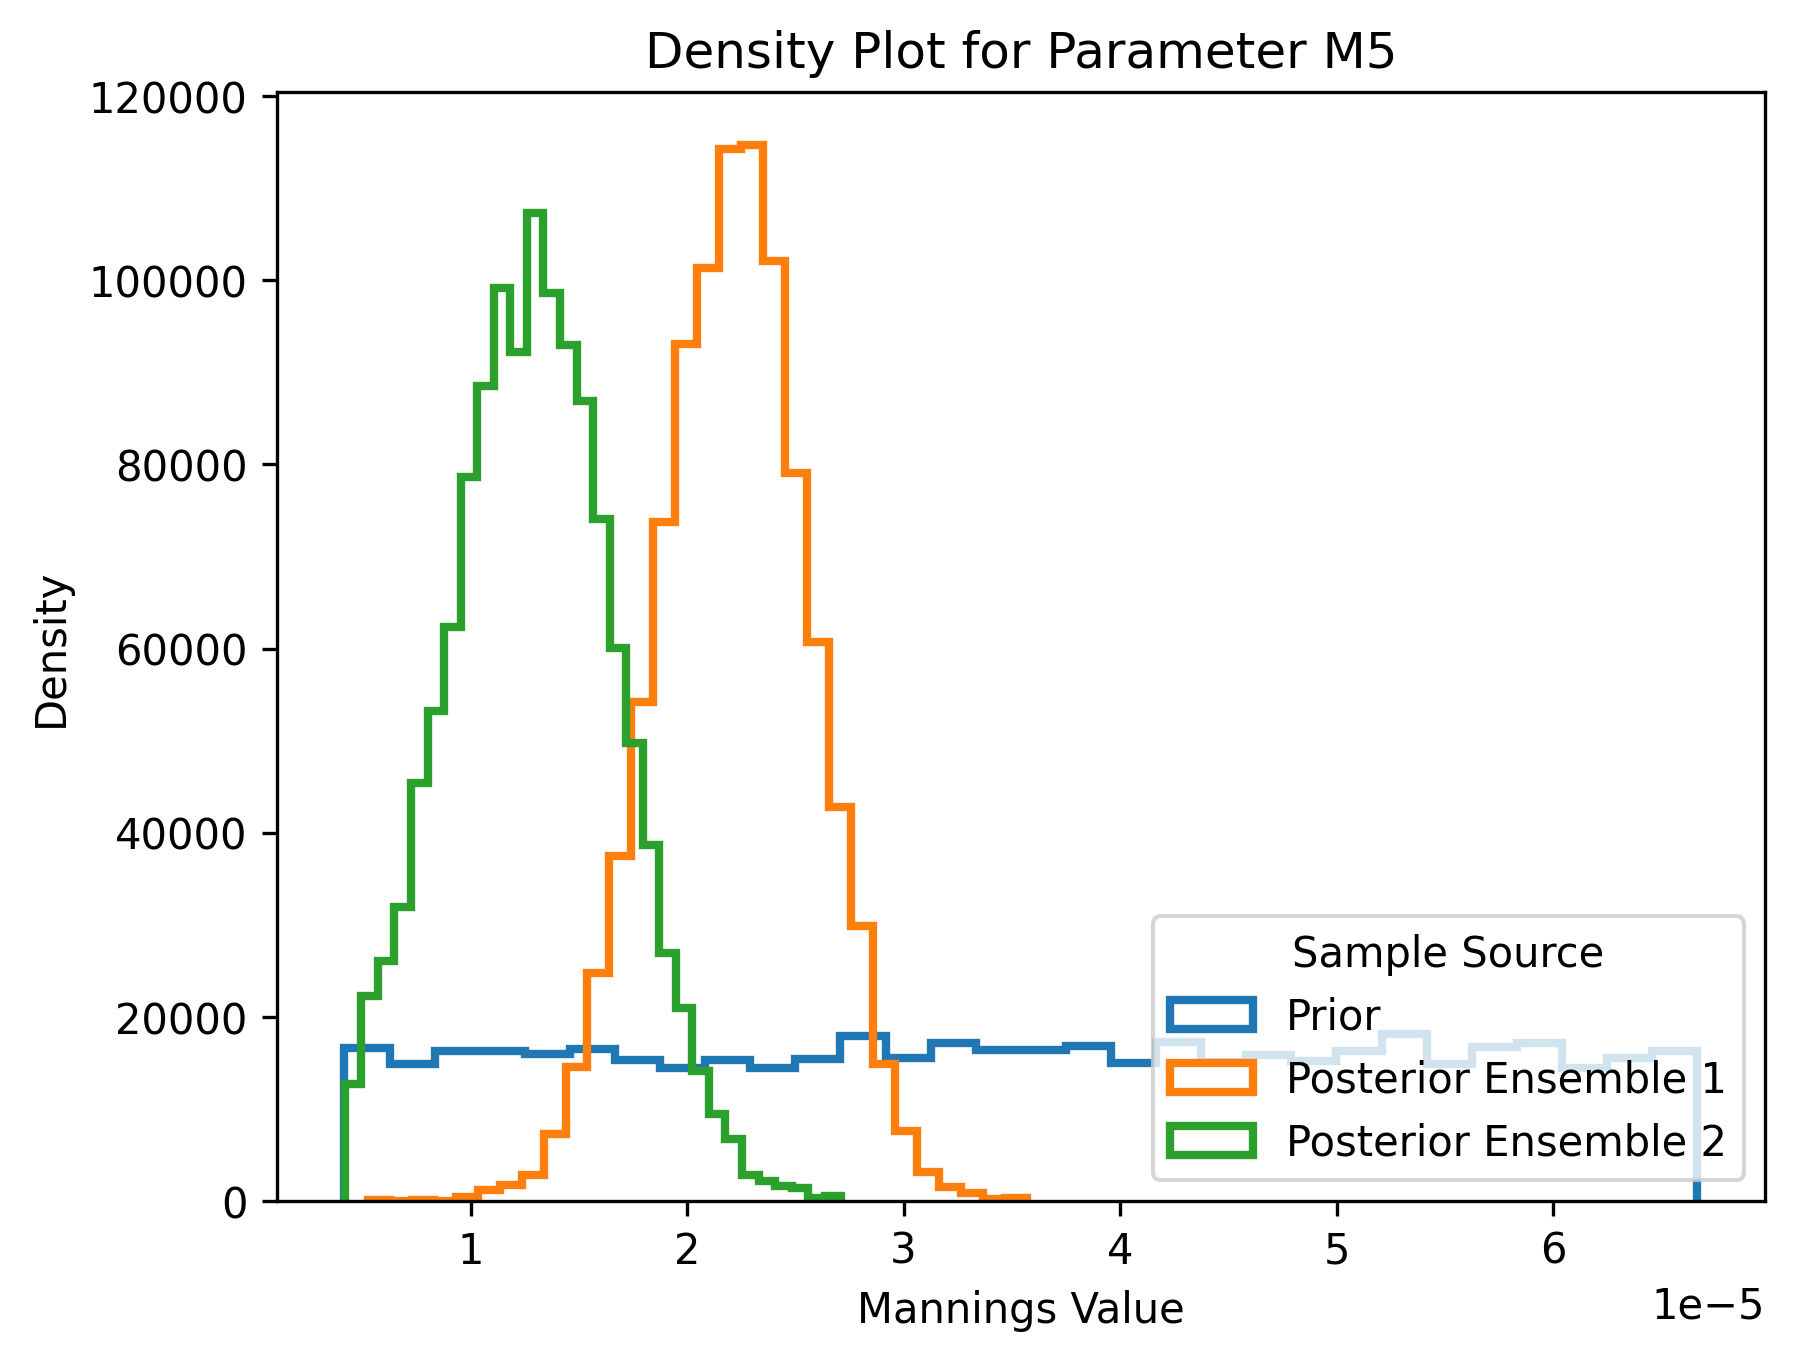 Density Plot for Parameter M5
120000
100000
80000
60000
40000
20000
0
Density
Sample Source
Prior
Posterior Ensemble 1
Posterior Ensemble 2
1 2 3 4 5 6
1e−5
Mannings Value